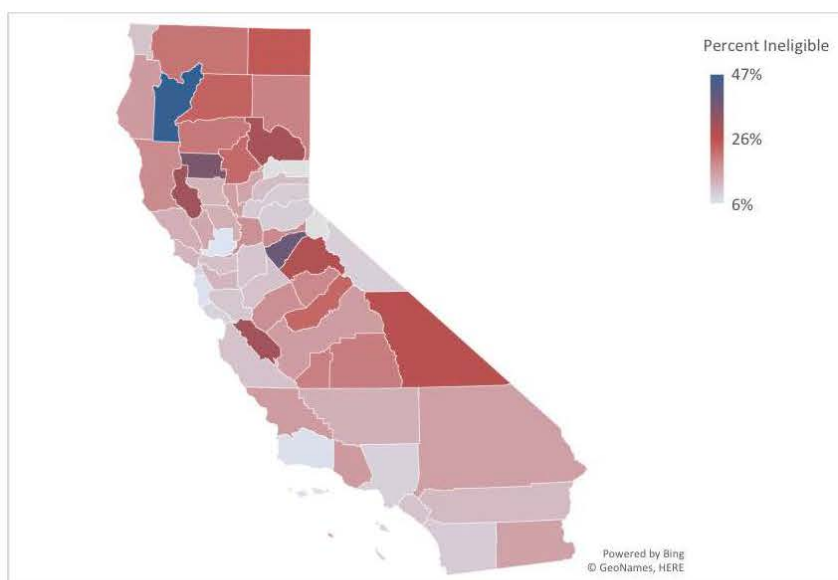 Percent Ineligible
47%
26%
6%
Powered by Bing
© GeoNames, HERE